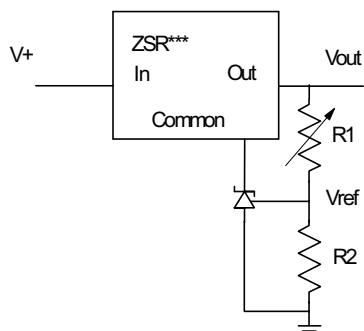 ZSR***
V+
Vout
In
Out
Common
R1
Vref
R2